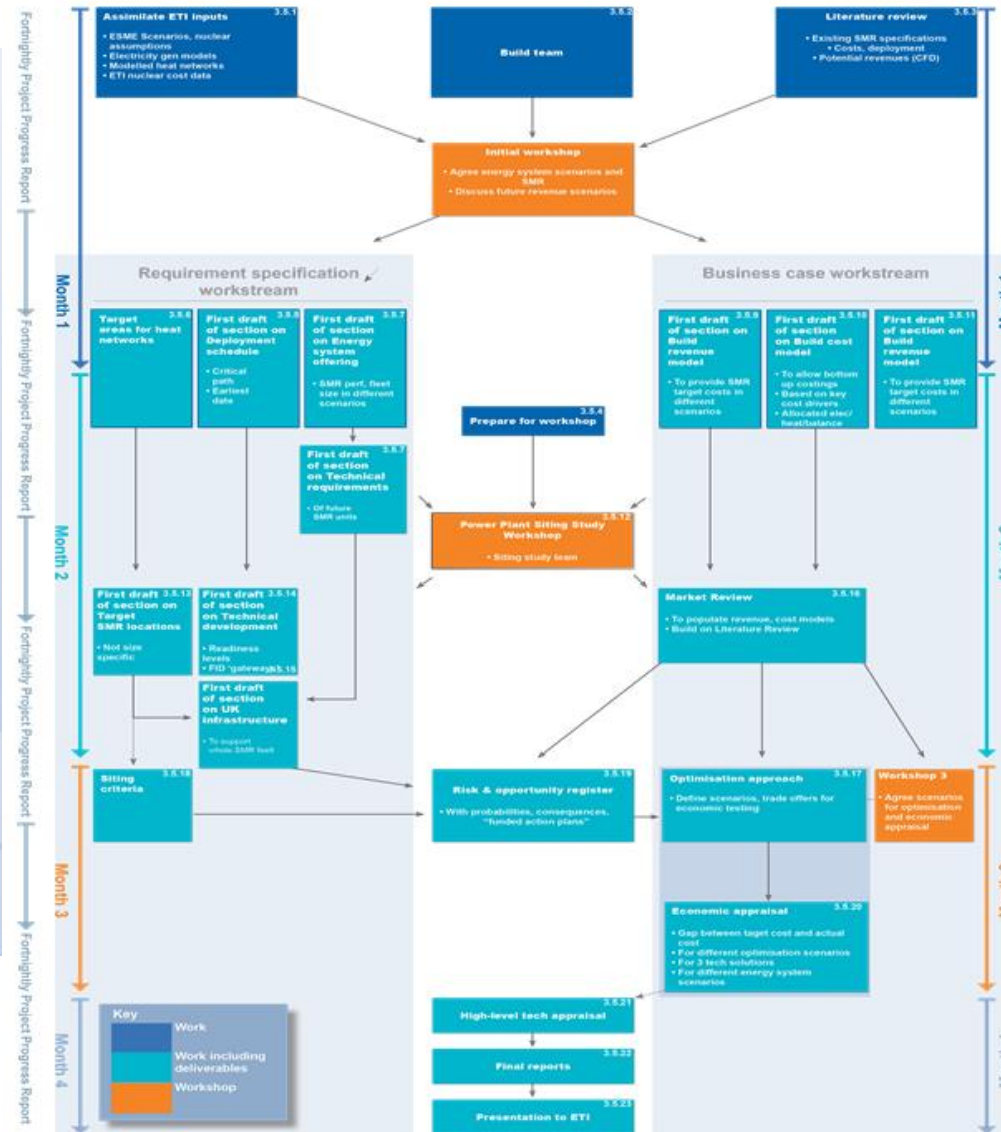 Assimilate ETI inputs
3.5.1
• ESME Scenarios, nuclear
assumptions
• Electricity gen models
• Modelled heat networks
• ETI nuclear cost data
3.5.2
Build team
Literature review
3.5.3
• Existing SMR specifications
• Costs, deployment
• Potential revenues (CFD)
Initial workshop
• Agree energy system scenarios and
SMR
• Discuss future revenue scenarios
Requirement specification
workstream
Business case workstream
3.5.6
Target
areas for heat
networks
First draft
of section on
Deployment
schedule
• Critical
path
• Earliest
date
3.5.7
First draft
of section on
Energy
system
offering
• SMR perf, fleet
size in different
scenarios
3.5.9
First draft
of section on
Build
revenue
model
• To provide SMR
target costs in
different
scenarios
3.5.10
First draft
of section
on Build cost
model
• To allow bottom
up costings
• Based on key
cost drivers
• Allocated elec/
heat/balance
3.5.11
First draft
of section on
Build
revenue
model
• To provide SMR
target costs in
different
scenarios
3.5.4
Prepare for workshop
3.5.7
First draft
of section
on Technical
requirements
• Of future
SMR units
3.5.12
Power Plant Siting Study
Workshop
• Siting study team
First draft
3.5.13
of section on
Target
SMR locations
• Not size
specific
First draft
3.5.14
of section
on Technical
development
• Readiness
levels
• FID 'gateway'
3.5.15
First draft
of section
on UK
infrastructure
• To support
whole SMR fleet
Market Review
3.5.16
• To populate revenue, cost models
• Build on Literature Review
3.5.18
Siting
criteria
3.5.19
Risk & opportunity register
• With probabilities, consequences,
"funded action plans"
3.5.17
Optimisation approach
• Define scenarios, trade offers for
economic testing
Workshop 3
• Agree scenarios
for optimisation
and economic
appraisal
3.5.20
Economic appraisal
• Gap between taget cost and actual
cost
• For different optimisation scenarios
• For 3 tech solutions
• For different energy system
scenarios
3.5.21
High-level tech appraisal
3.5.22
Final reports
3.5.23
Presentation to ETI
Key
Work
Work including
deliverables
Workshop
Month 1
Month 2
Month 3
Month 4
Fortnightly Project Progress Report
Fortnightly Project Progress Report
Fortnightly Project Progress Report
Fortnightly Project Progress Report